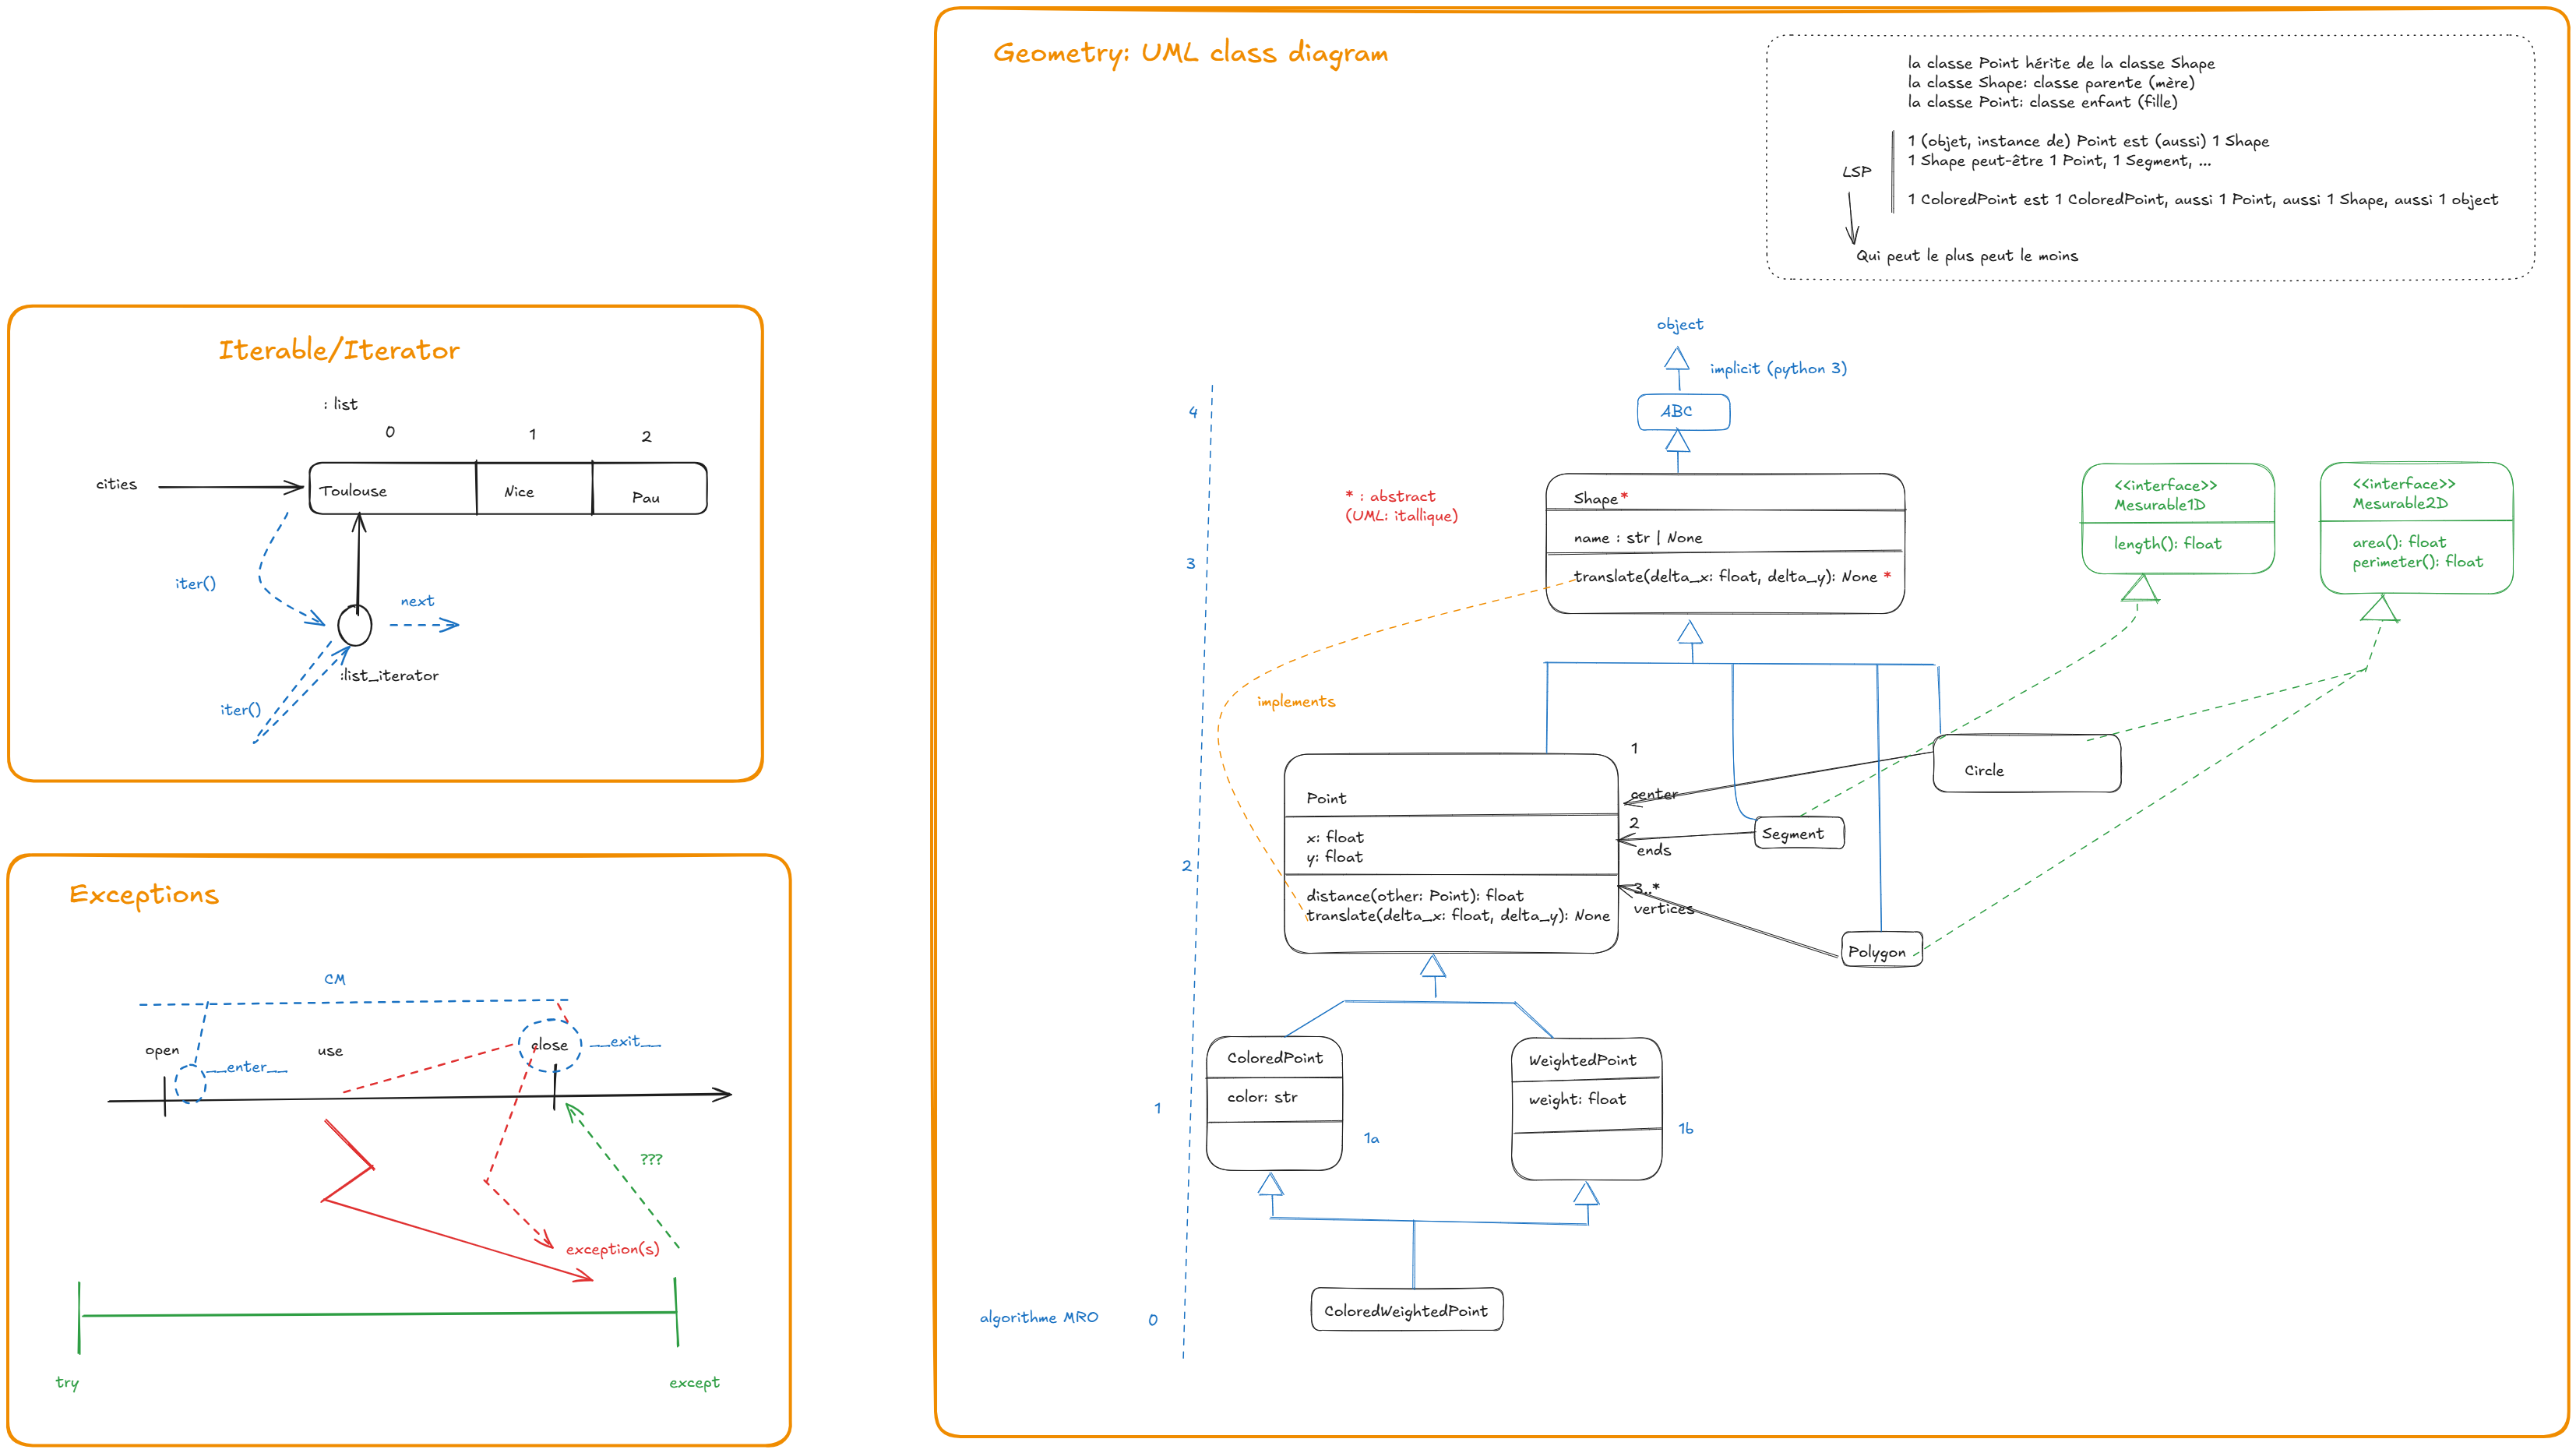 Geometry: UML class diagram
la classe Point hérite de la classe Shape
la classe Shape: classe parente (mère)
la classe Point: classe enfant (fille)
1 (objet, instance de) Point est (aussi) 1 Shape
1 Shape peut-être 1 Point, 1 Segment, ...
LSP
1 ColoredPoint est 1 ColoredPoint, aussi 1 Point, aussi 1 Shape, aussi 1 object
Qui peut le plus peut le moins
object
implicit (python 3)
4
ABC
* : abstract
(UML: itallique)
Shape*
name : str | None
translate(delta_x: float, delta_y): None *
<<interface>>
Mesurable1D
length(): float
<<interface>>
Mesurable2D
area(): float
perimeter(): float
3
implements
1
center
Circle
Point
x: float
y: float
distance(other: Point): float
translate(delta_x: float, delta_y): None
2
ends
Segment
2
3..*
vertices
Polygon
ColoredPoint
color: str
WeightedPoint
weight: float
1
1a
1b
algorithme MRO
0
ColoredWeightedPoint
Iterable/Iterator
: list
0
1
2
cities
Toulouse
Nice
Pau
iter()
next
:list_iterator
iter()
Exceptions
CM
open
use
close
__exit__
__enter__
???
exception(s)
try
except